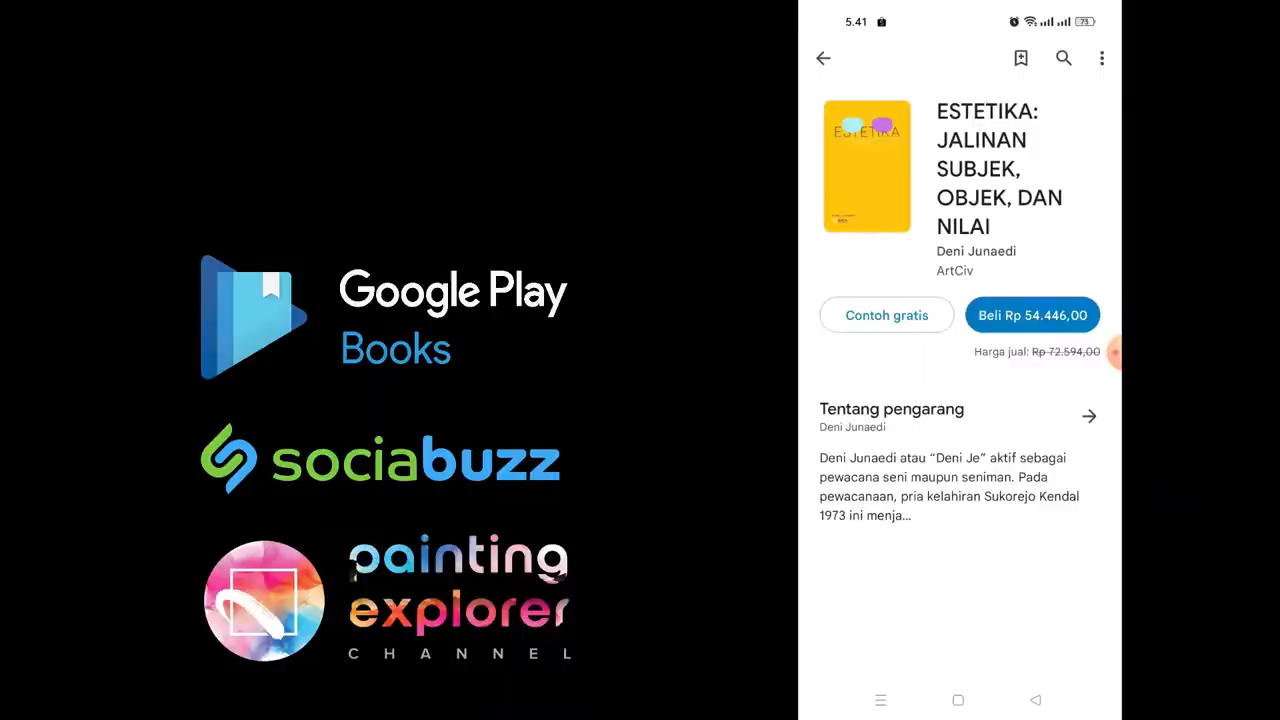 Google Play
Books
sociabuzz
painting
explorer
CHANNEL
5.41
73
ESTETIKA
ESTETIKA:
JALINAN
SUBJEK,
OBJEK, DAN
NILAI
Deni Junaedi
ArtCiv
Contoh gratis
Beli Rp 54.446,00
Harga jual: Rp 72.594,00
Tentang pengarang
Deni Junaedi
Deni Junaedi atau “Deni Je” aktif sebagai
pewacana seni maupun seniman. Pada
pewacanaan, pria kelahiran Sukorejo Kendal
1973 ini menja...